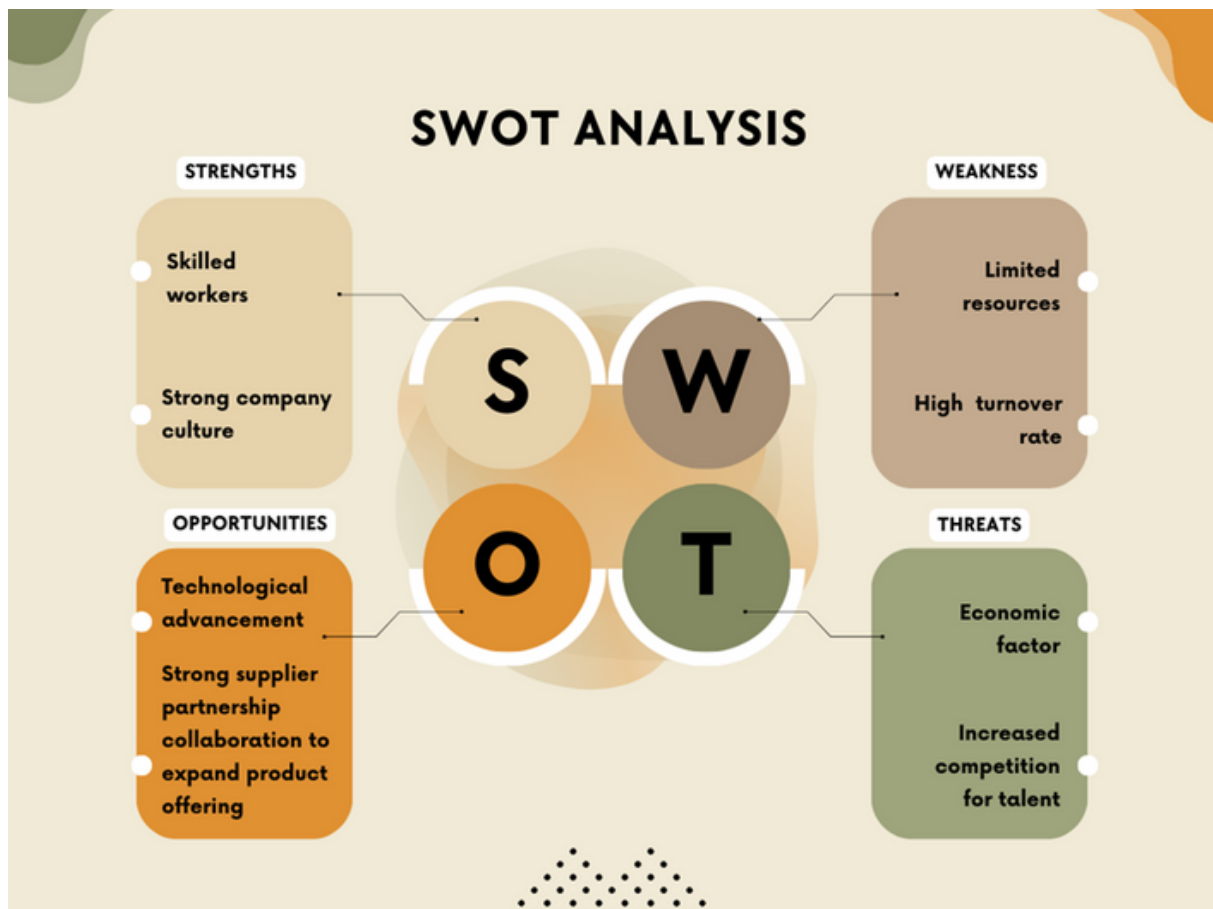 SWOT ANALYSIS
STRENGTHS
Skilled
workers
Strong company
culture
WEAKNESS
Limited
resources
High turnover
rate
S
W
O
T
OPPORTUNITIES
Technological
advancement
Strong supplier
partnership
collaboration to
expand product
offering
THREATS
Economic
factor
Increased
competition
for talent